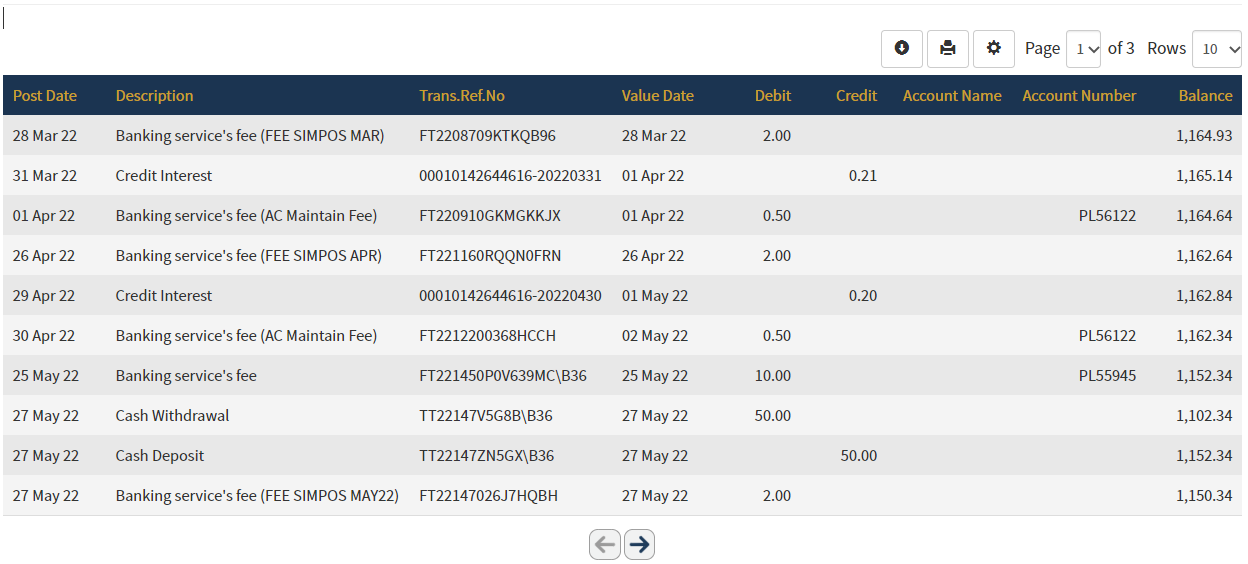 Page 1 of 3 Rows 10
Post Date Description Trans.Ref.No Value Date Debit Credit Account Name Account Number Balance
28 Mar 22 Banking service's fee (FEE SIMPOS MAR) FT2208709KTKQB96 28 Mar 22 2.00 1,164.93
31 Mar 22 Credit Interest 00010142644616-20220331 01 Apr 22 0.21 1,165.14
01 Apr 22 Banking service's fee (AC Maintain Fee) FT220910GKMGKKJX 01 Apr 22 0.50 PL56122 1,164.64
26 Apr 22 Banking service's fee (FEE SIMPOS APR) FT221160RQQN0FRN 26 Apr 22 2.00 1,162.64
29 Apr 22 Credit Interest 00010142644616-20220430 01 May 22 0.20 1,162.84
30 Apr 22 Banking service's fee (AC Maintain Fee) FT2212200368HCCH 02 May 22 0.50 PL56122 1,162.34
25 May 22 Banking service's fee FT221450P0V639MC\B36 25 May 22 10.00 PL55945 1,152.34
27 May 22 Cash Withdrawal TT22147V5G8B\B36 27 May 22 50.00 1,102.34
27 May 22 Cash Deposit TT22147ZN5GX\B36 27 May 22 50.00 1,152.34
27 May 22 Banking service's fee (FEE SIMPOS MAY22) FT22147026J7HQBH 27 May 22 2.00 1,150.34